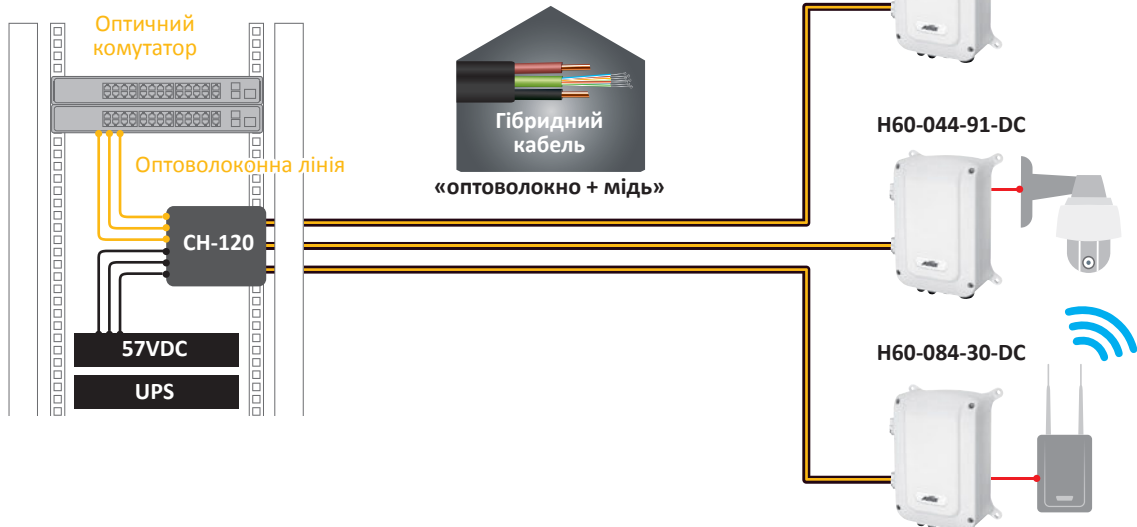 Оптичний
комутатор
Оптоволоконна лінія
CH-120
57VDC
UPS
Гібридний
кабель
«оптоволокно + мідь»
H60-044-91-DC
H60-084-30-DC